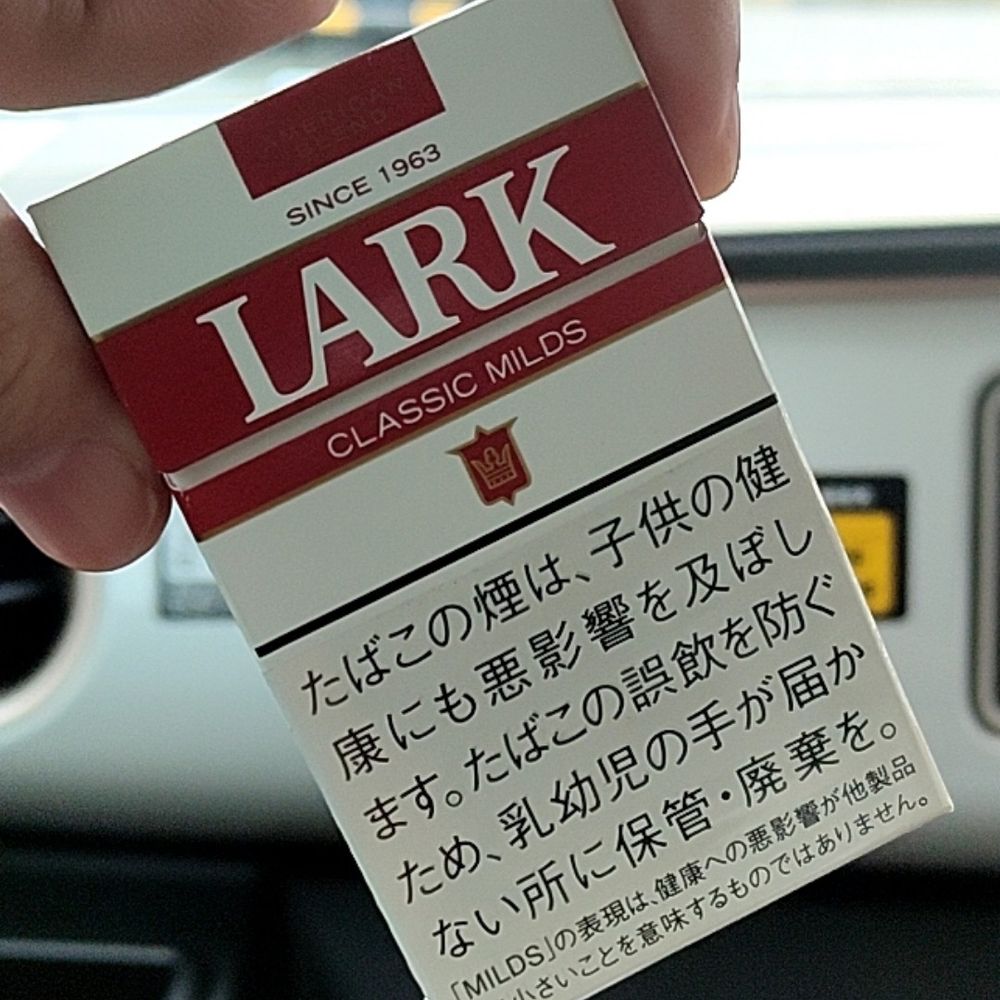 AMERICAN
BLEND
SINCE 1963
LARK
CLASSIC MILDS
たばこの煙は、子供の健
康にも悪影響を及ぼし
ます。たばこの誤飲を防ぐ
ため、乳幼児の手が届か
ない所に保管・廃棄を。
「MILDS」の表現は、健康への悪影響が他製品
小さいことを意味するものではありません。